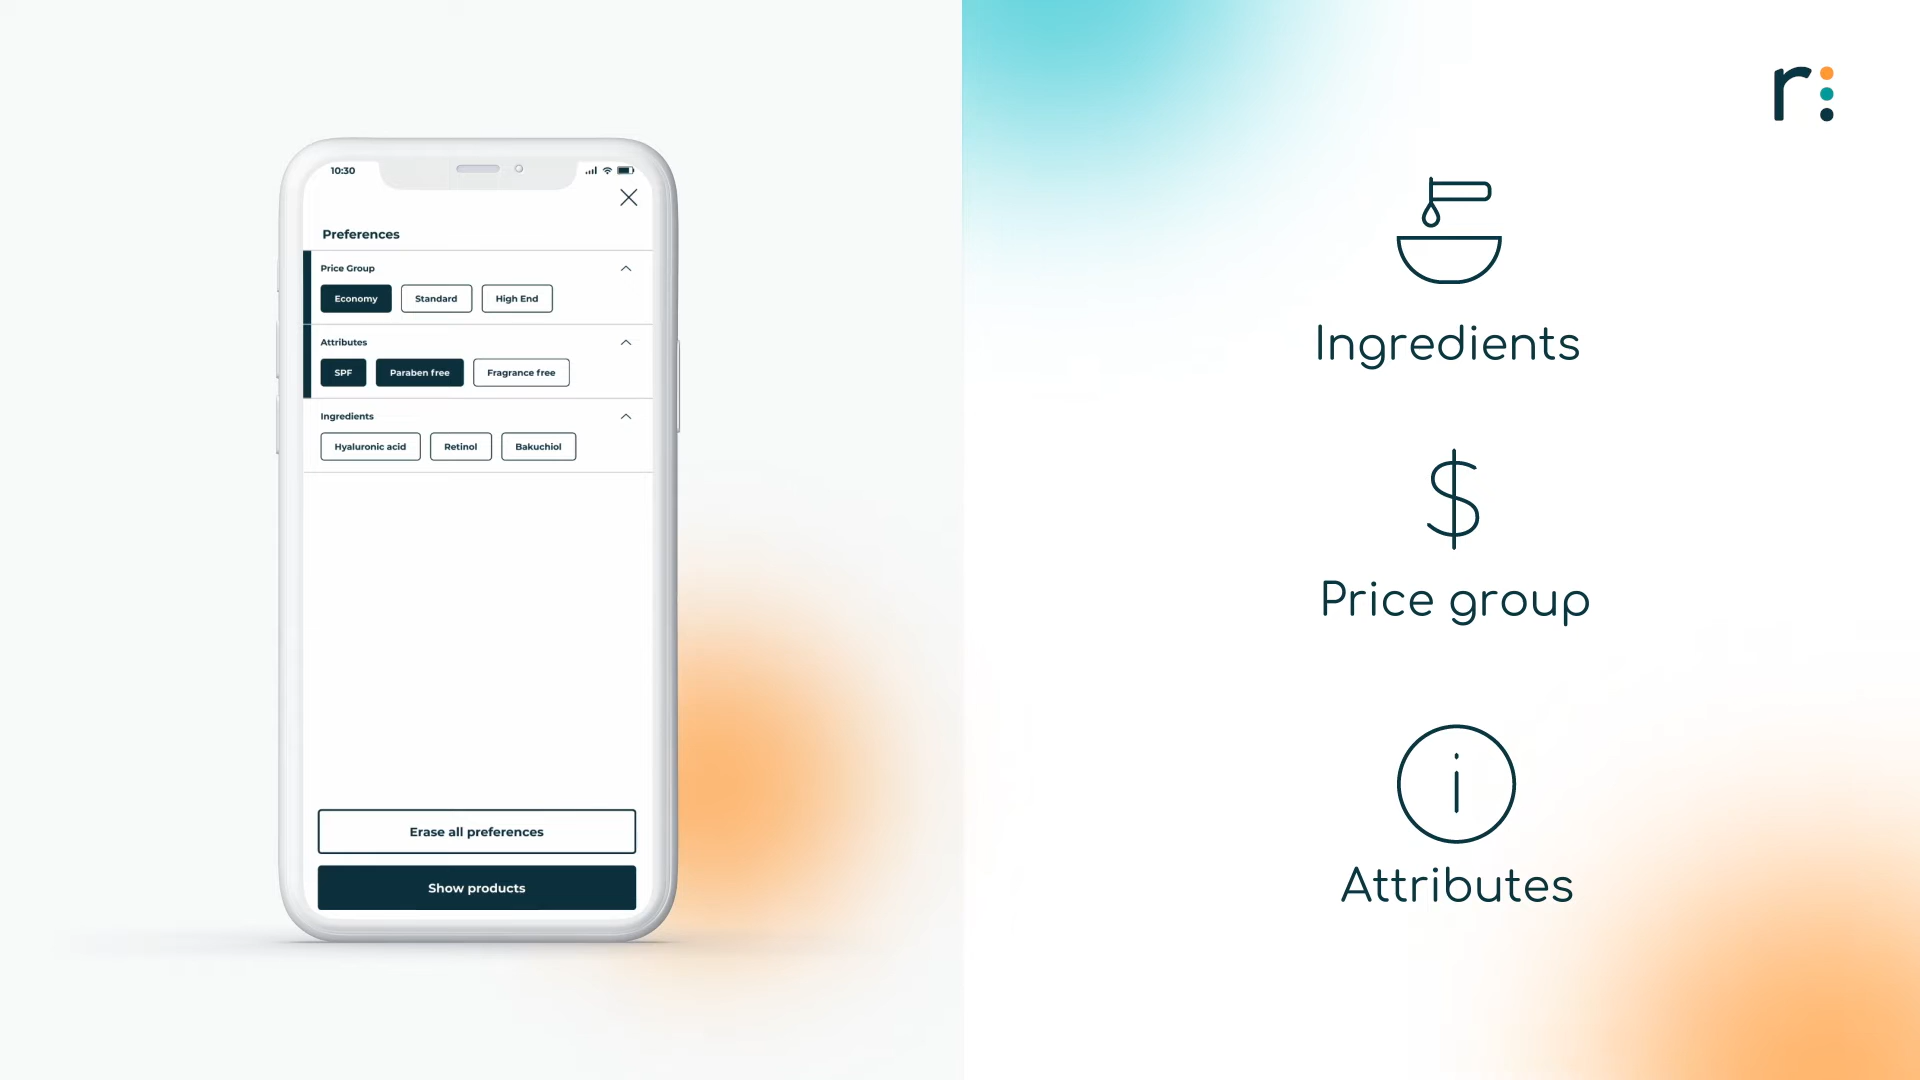 10:30
Preferences
Price Group
Economy Standard High End
Attributes
SPF Paraben free Fragrance free
Ingredients
Hyaluronic acid Retinol Bakuchiol
Erase all preferences
Show products
r:
Ingredients
$
Price group
i
Attributes